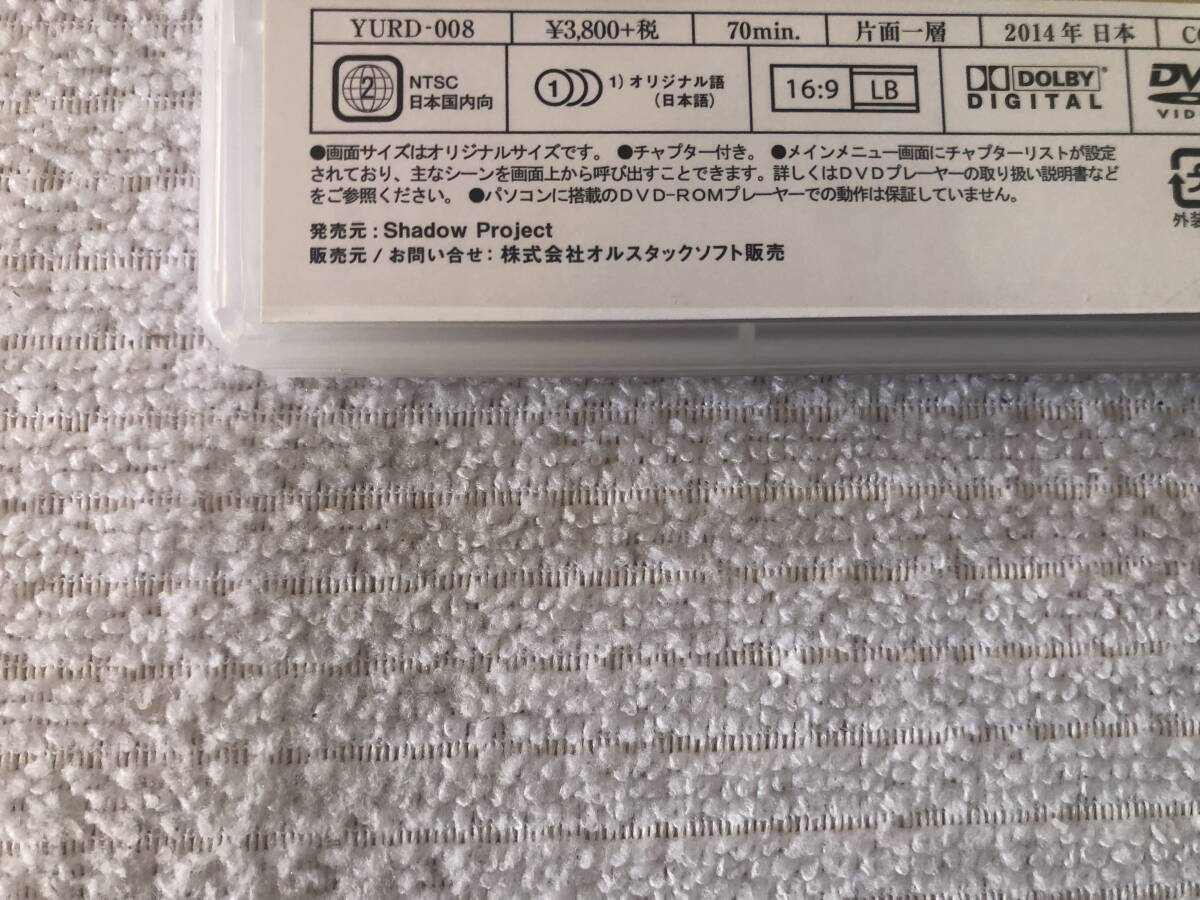 YURD-008 ¥3,800+税 70min. 片面一層 2014年 日本
2 NTSC 日本国内向 1 1) オリジナル語 (日本語) 16:9 LB DOLBY DIGITAL
●画面サイズはオリジナルサイズです。 ●チャプター付き。 ●メインメニュー画面にチャプターリストが設定
されており、主なシーンを画面上から呼び出すことできます。詳しくはDVDプレーヤーの取り扱い説明書など
をご参照ください。 ●パソコンに搭載のDVD-ROMプレーヤーでの動作は保証していません。
発売元 : Shadow Project
販売元 / お問い合せ : 株式会社オルスタックソフト販売